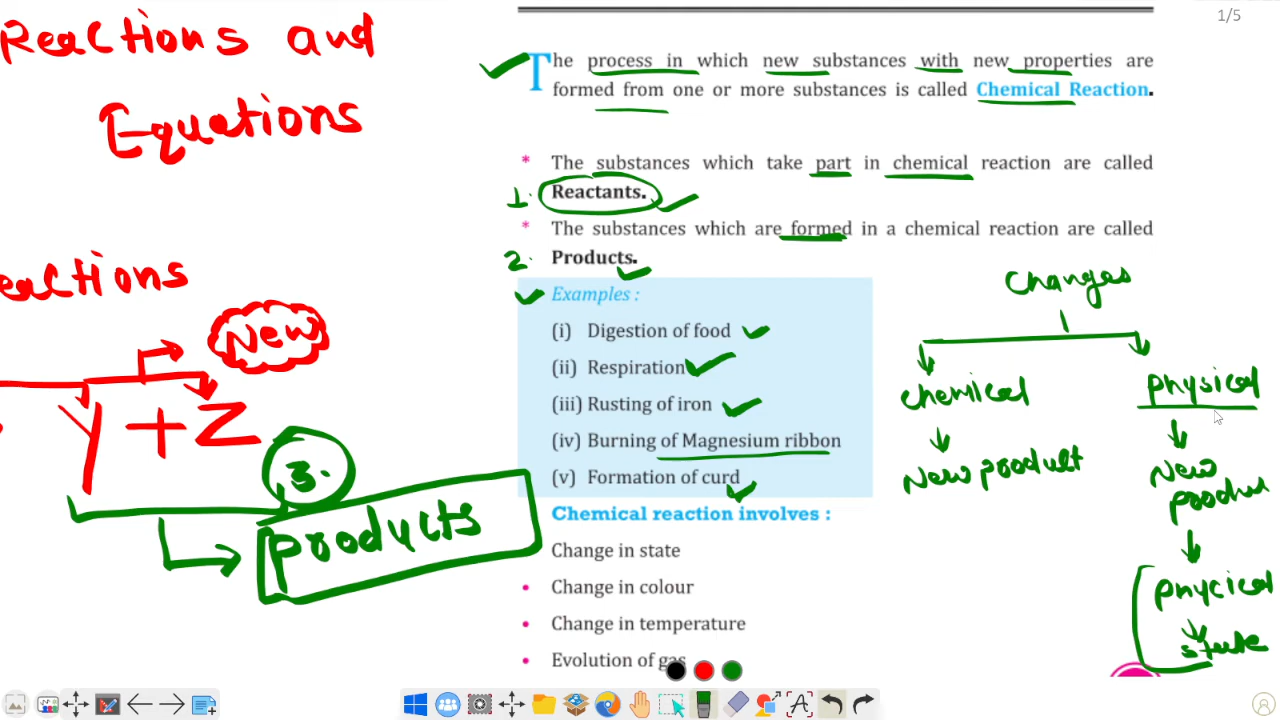 1/5
Reactions and
Equations
eactions
New
Y + Z
3.
products
The process in which new substances with new properties are
formed from one or more substances is called Chemical Reaction.
* The substances which take part in chemical reaction are called
1. Reactants.
* The substances which are formed in a chemical reaction are called
2. Products.
Examples :
(i) Digestion of food
(ii) Respiration
(iii) Rusting of iron
(iv) Burning of Magnesium ribbon
(v) Formation of curd
Chemical reaction involves :
Change in state
• Change in colour
• Change in temperature
• Evolution of gas
Changes
chemical
New product
physical
New
phycical
state